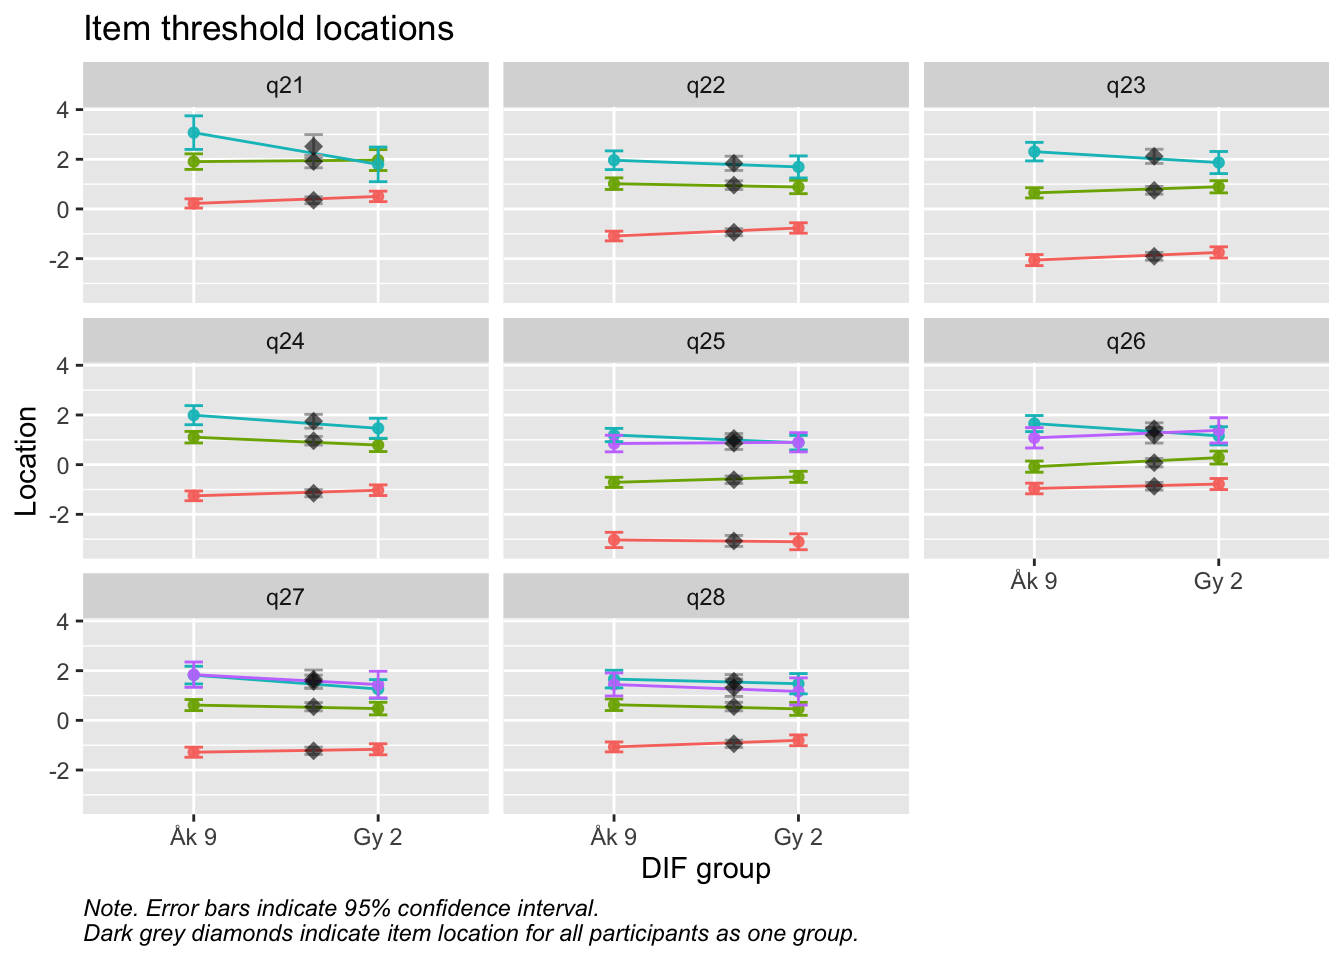 Item threshold locations
q21
q22
q23
4
2
0
-2
q24
q25
q26
4
2
0
-2
Location
Åk 9
Gy 2
q27
q28
4
2
0
-2
Åk 9
Gy 2
Åk 9
Gy 2
DIF group
Note. Error bars indicate 95% confidence interval.
Dark grey diamonds indicate item location for all participants as one group.